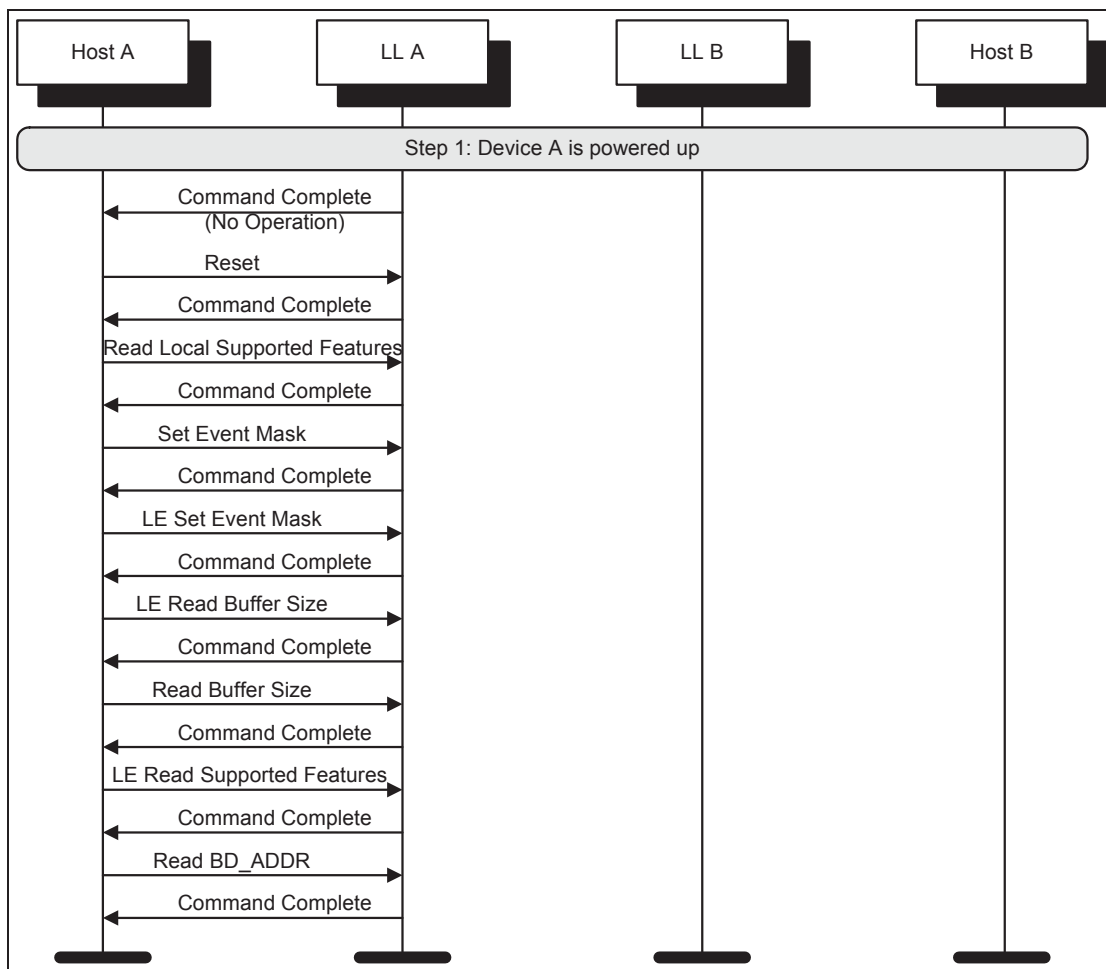 Host A
LL A
LL B
Host B
Step 1: Device A is powered up
Command Complete
(No Operation)
Reset
Command Complete
Read Local Supported Features
Command Complete
Set Event Mask
Command Complete
LE Set Event Mask
Command Complete
LE Read Buffer Size
Command Complete
Read Buffer Size
Command Complete
LE Read Supported Features
Command Complete
Read BD_ADDR
Command Complete